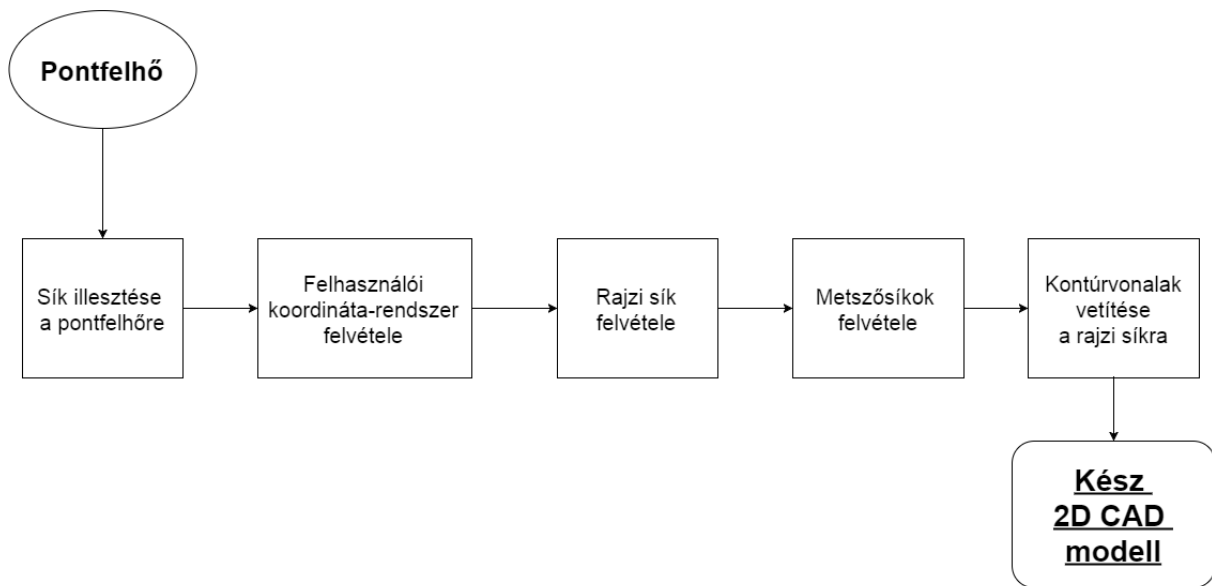 Pontfelhő
Sík illesztése
a pontfelhőre
Felhasználói
koordináta-rendszer
felvétele
Rajzi sík
felvétele
Metszősíkok
felvétele
Kontúrvonalak
vetítése
a rajzi síkra
Kész
2D CAD
modell